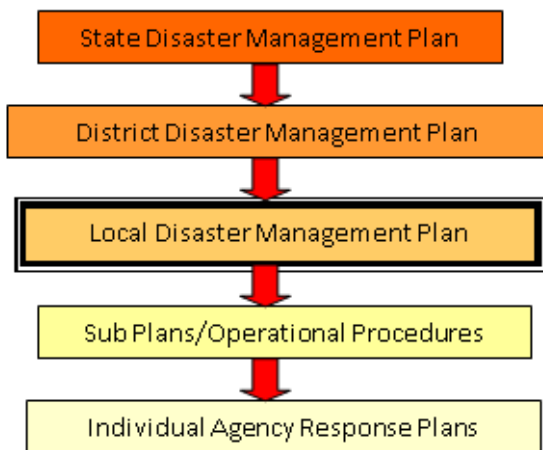 State Disaster Management Plan
District Disaster Management Plan
Local Disaster Management Plan
Sub Plans/Operational Procedures
Individual Agency Response Plans